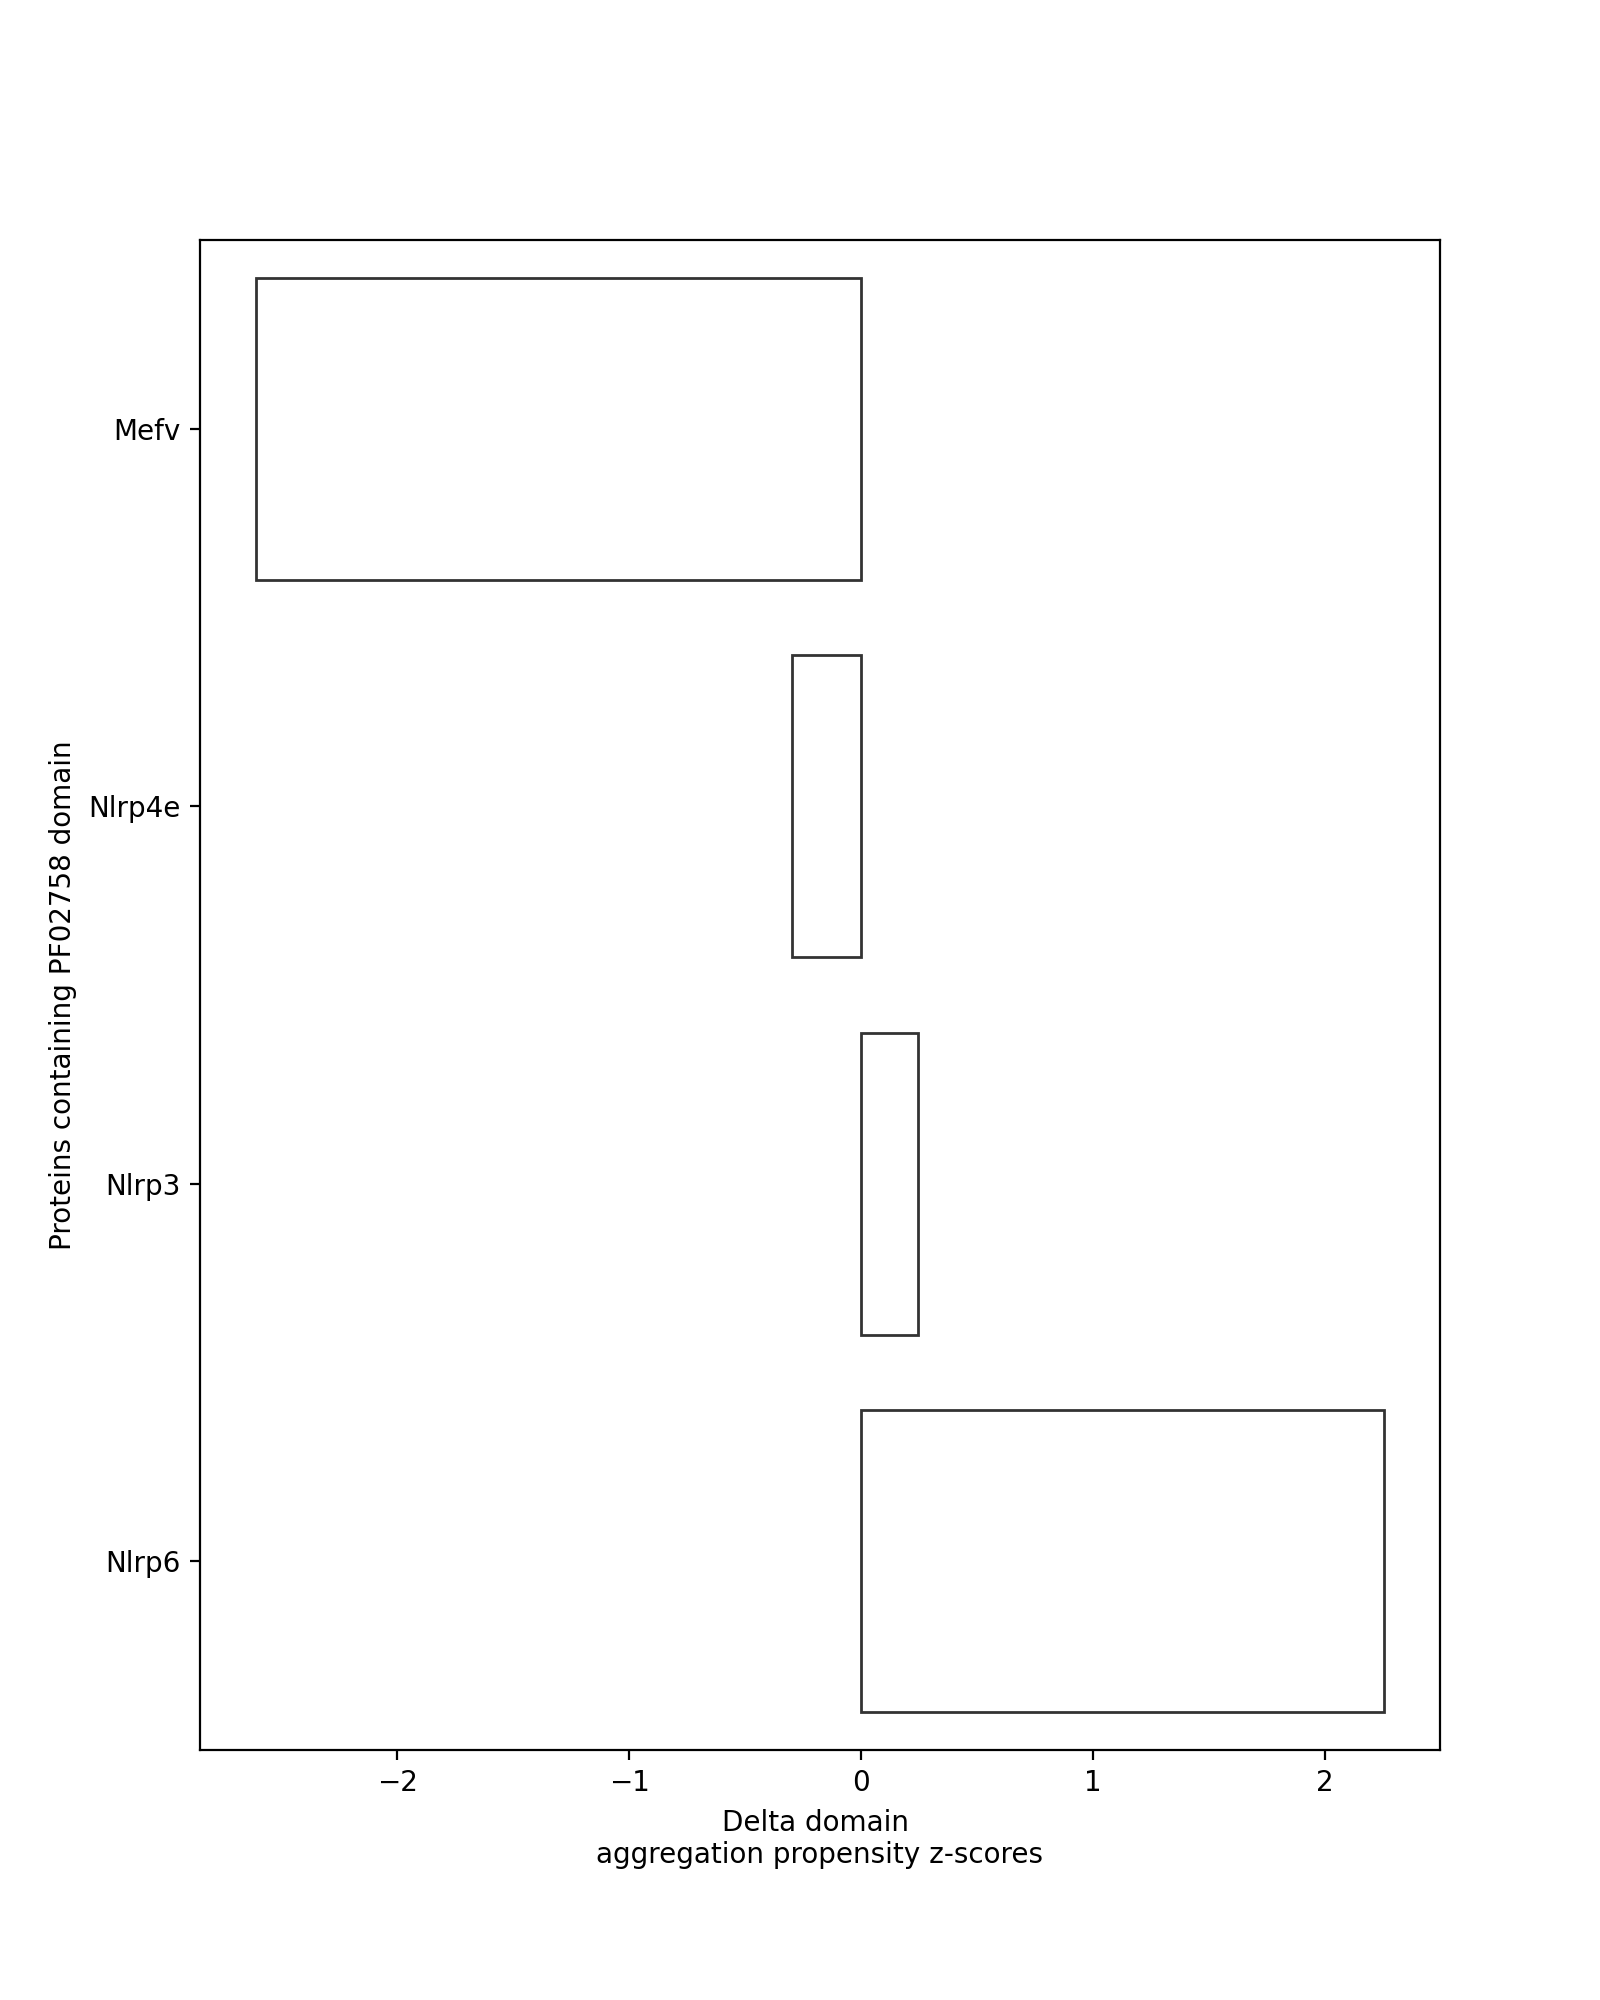 Mefv
Nlrp4e
Nlrp3
Nlrp6
Proteins containing PF02758 domain
−2 −1 0 1 2
Delta domain
aggregation propensity z-scores